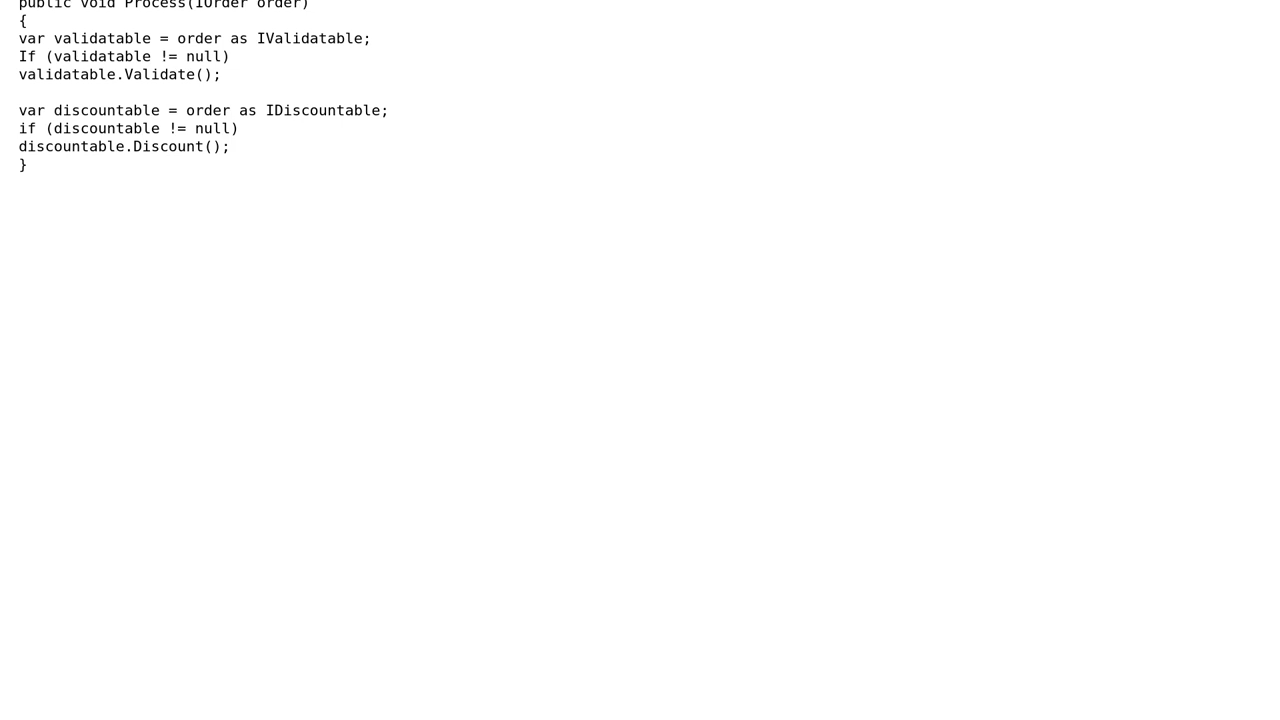 public void Process(IOrder order)
{
var validatable = order as IValidatable;
If (validatable != null)
validatable.Validate();

var discountable = order as IDiscountable;
if (discountable != null)
discountable.Discount();
}